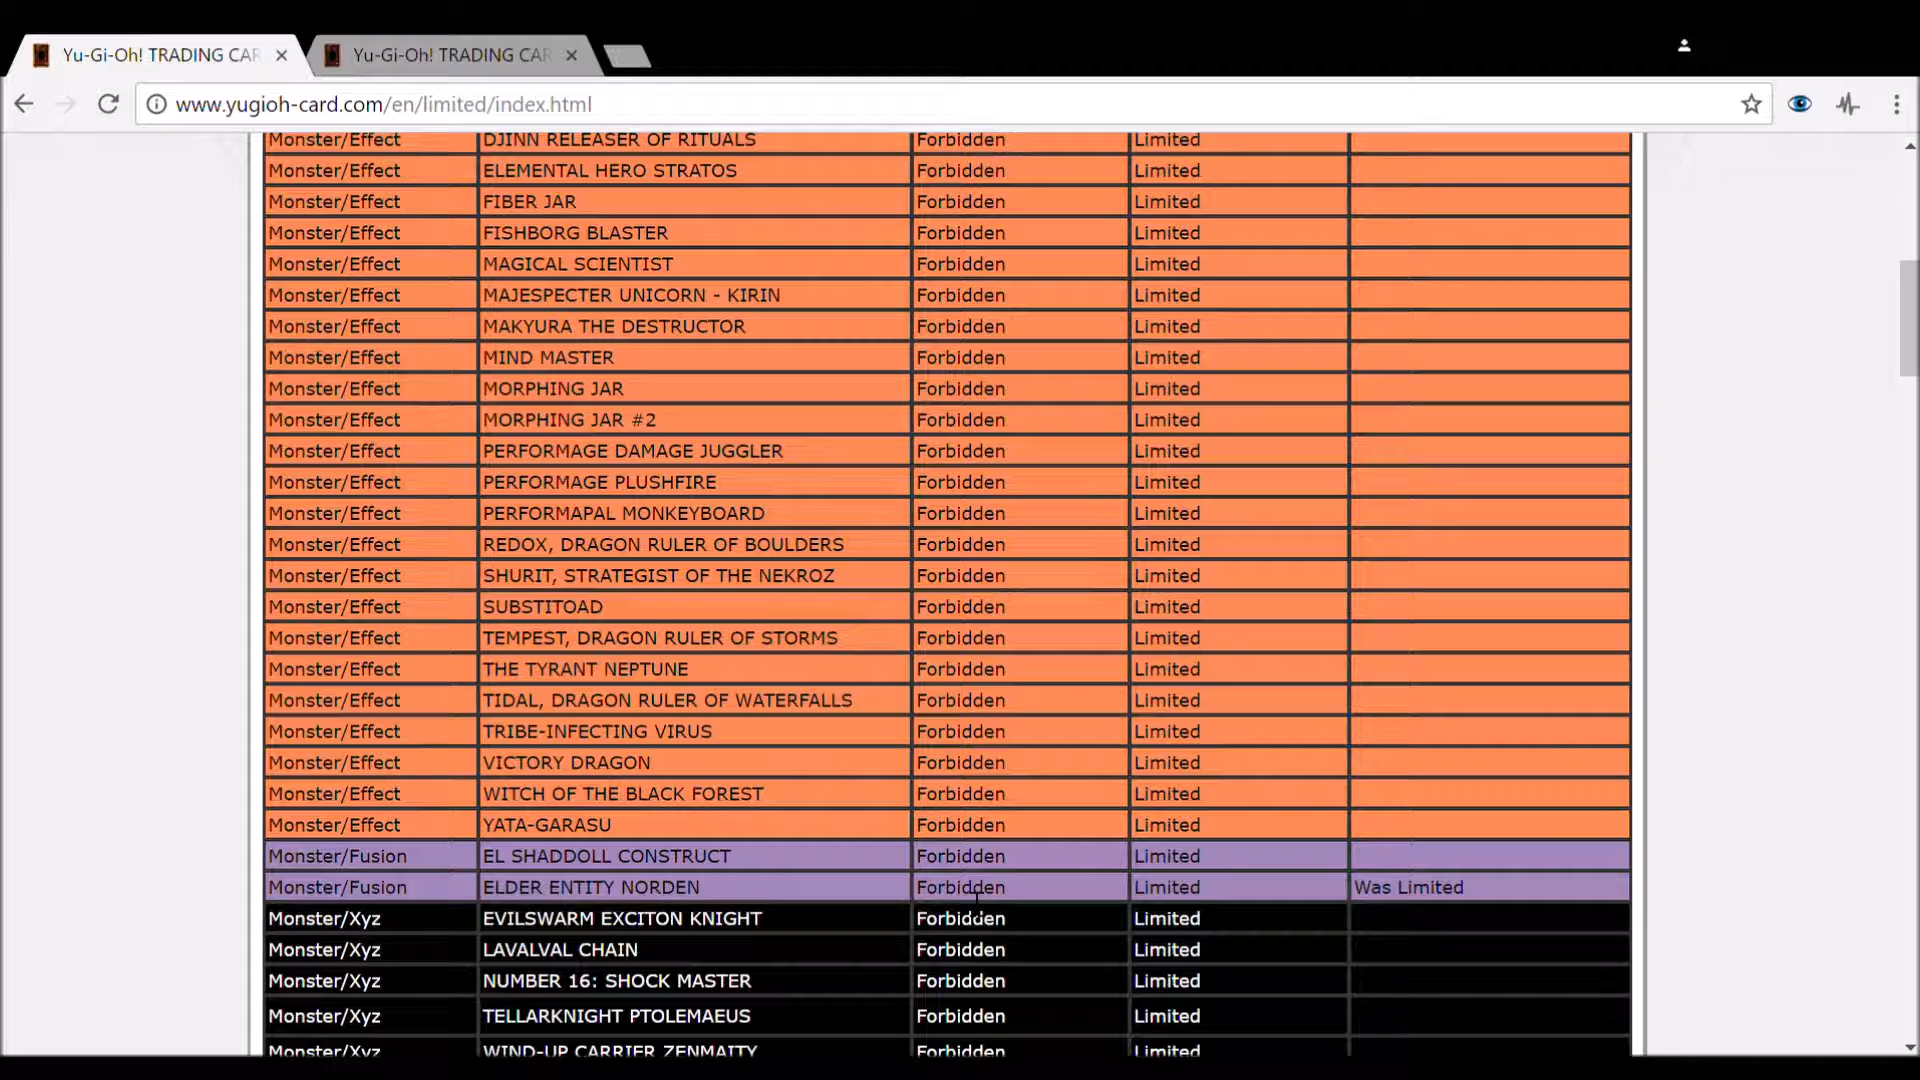 Yu-Gi-Oh! TRADING CAR Yu-Gi-Oh! TRADING CAR
www.yugioh-card.com/en/limited/index.html
Monster/Effect DJINN RELEASER OF RITUALS Forbidden Limited
Monster/Effect ELEMENTAL HERO STRATOS Forbidden Limited
Monster/Effect FIBER JAR Forbidden Limited
Monster/Effect FISHBORG BLASTER Forbidden Limited
Monster/Effect MAGICAL SCIENTIST Forbidden Limited
Monster/Effect MAJESPECTER UNICORN - KIRIN Forbidden Limited
Monster/Effect MAKYURA THE DESTRUCTOR Forbidden Limited
Monster/Effect MIND MASTER Forbidden Limited
Monster/Effect MORPHING JAR Forbidden Limited
Monster/Effect MORPHING JAR #2 Forbidden Limited
Monster/Effect PERFORMAGE DAMAGE JUGGLER Forbidden Limited
Monster/Effect PERFORMAGE PLUSHFIRE Forbidden Limited
Monster/Effect PERFORMAPAL MONKEYBOARD Forbidden Limited
Monster/Effect REDOX, DRAGON RULER OF BOULDERS Forbidden Limited
Monster/Effect SHURIT, STRATEGIST OF THE NEKROZ Forbidden Limited
Monster/Effect SUBSTITOAD Forbidden Limited
Monster/Effect TEMPEST, DRAGON RULER OF STORMS Forbidden Limited
Monster/Effect THE TYRANT NEPTUNE Forbidden Limited
Monster/Effect TIDAL, DRAGON RULER OF WATERFALLS Forbidden Limited
Monster/Effect TRIBE-INFECTING VIRUS Forbidden Limited
Monster/Effect VICTORY DRAGON Forbidden Limited
Monster/Effect WITCH OF THE BLACK FOREST Forbidden Limited
Monster/Effect YATA-GARASU Forbidden Limited
Monster/Fusion EL SHADDOLL CONSTRUCT Forbidden Limited
Monster/Fusion ELDER ENTITY NORDEN Forbidden Limited Was Limited
Monster/Xyz EVILSWARM EXCITON KNIGHT Forbidden Limited
Monster/Xyz LAVALVAL CHAIN Forbidden Limited
Monster/Xyz NUMBER 16: SHOCK MASTER Forbidden Limited
Monster/Xyz TELLARKNIGHT PTOLEMAEUS Forbidden Limited
Monster/Xyz WIND-UP CARRIER ZENMAITY Forbidden Limited